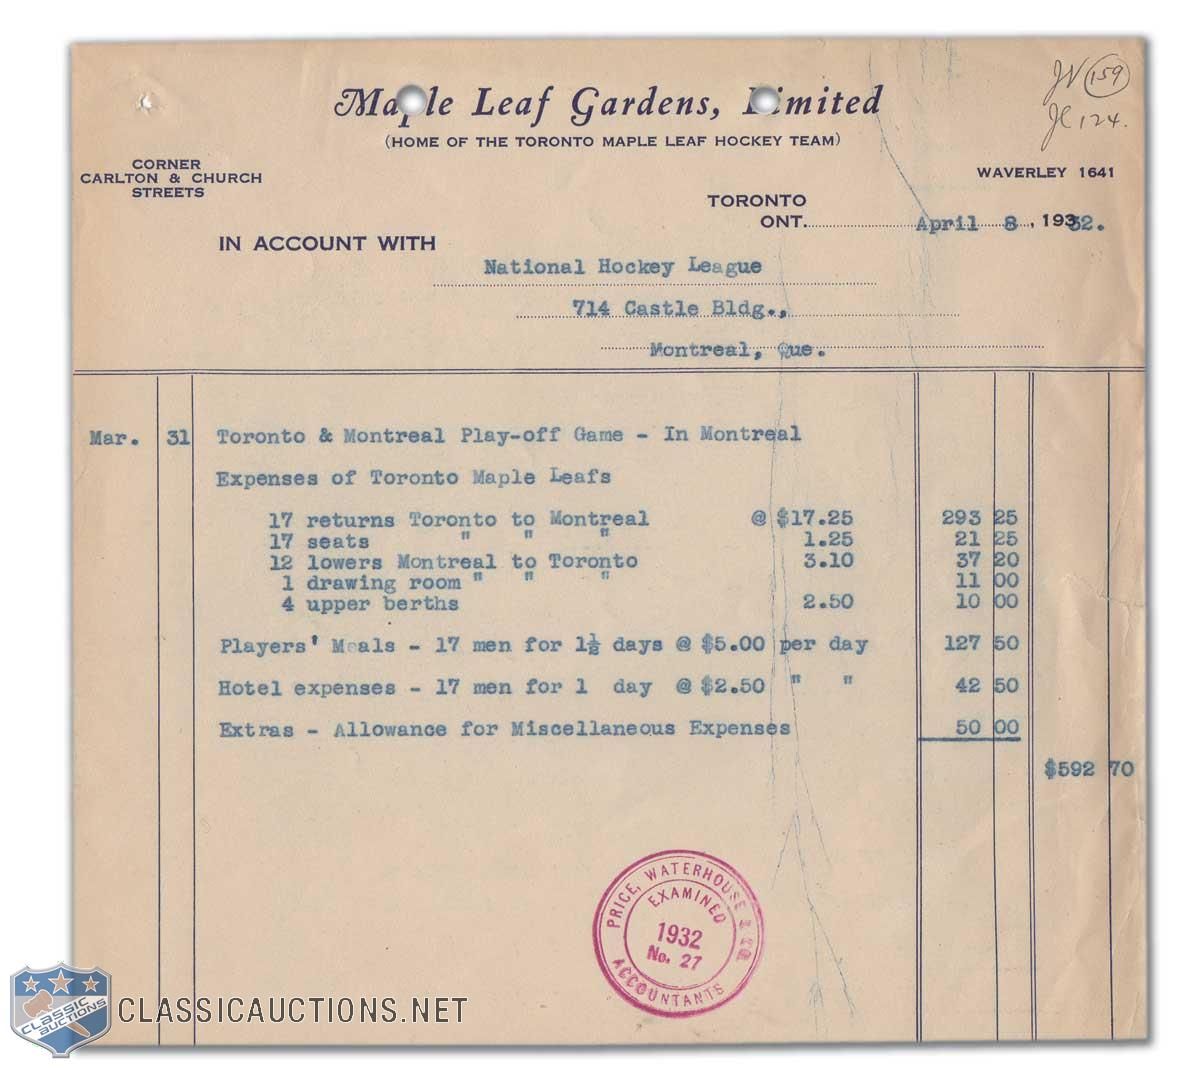 Maple Leaf Gardens, Limited
(HOME OF THE TORONTO MAPLE LEAF HOCKEY TEAM)
JV 159
JC 124.
CORNER
CARLTON & CHURCH
STREETS
WAVERLEY 1641
TORONTO
ONT. April 8, 1932.
IN ACCOUNT WITH
National Hockey League
714 Castle Bldg.,
Montreal, Que.
Mar. 31 Toronto & Montreal Play-off Game - In Montreal
Expenses of Toronto Maple Leafs
17 returns Toronto to Montreal @ $17.25 293 25
17 seats " " " 1.25 21 25
12 lowers Montreal to Toronto 3.10 37 20
1 drawing room " " " 11 00
4 upper berths 2.50 10 00
Players' Meals - 17 men for 1½ days @ $5.00 per day 127 50
Hotel expenses - 17 men for 1 day @ $2.50 " " 42 50
Extras - Allowance for Miscellaneous Expenses 50 00
$592 70
PRICE, WATERHOUSE & CO.
EXAMINED
1932
No. 27
ACCOUNTANTS
CLASSIC AUCTIONS
CLASSICAUCTIONS.NET